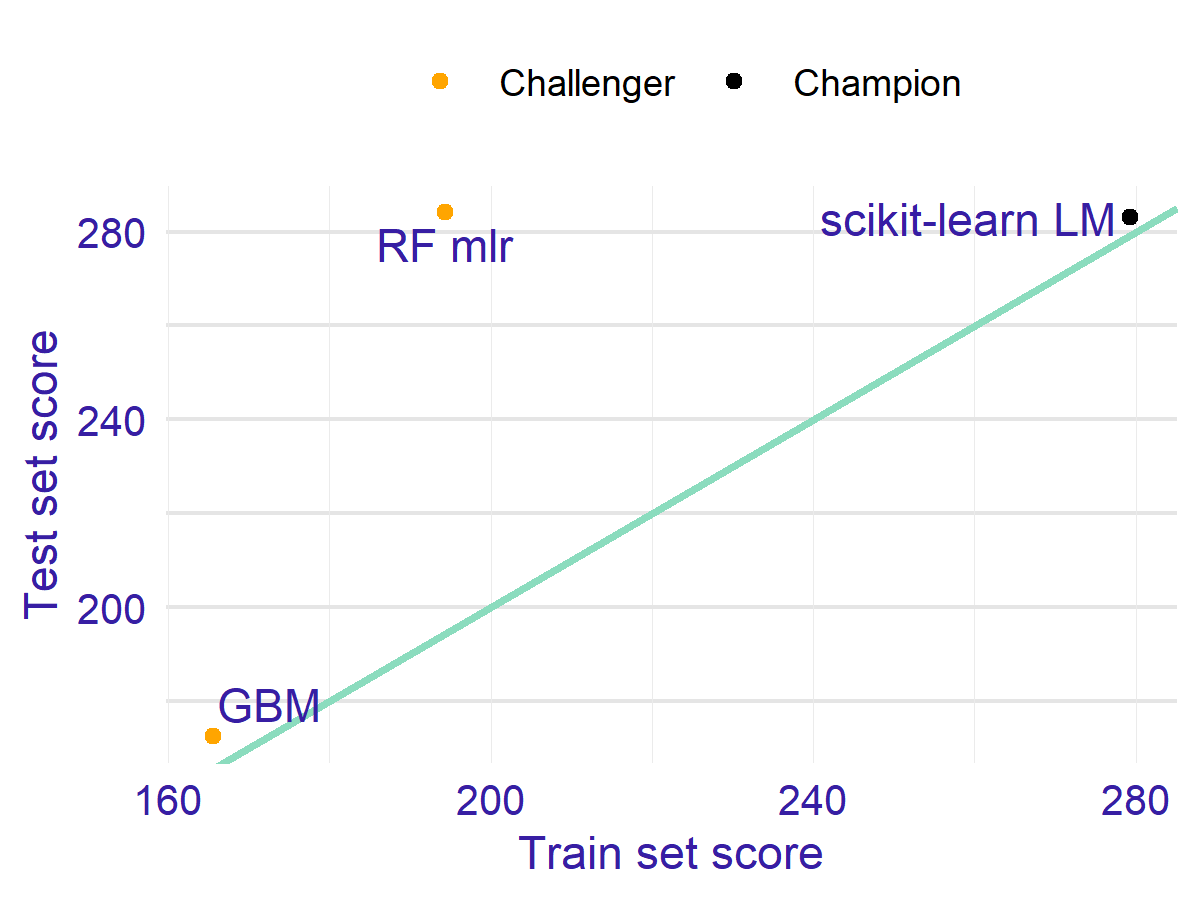 Challenger Champion
280
scikit-learn LM
RF mlr
240
200
GBM
Test set score
160 200 240 280
Train set score